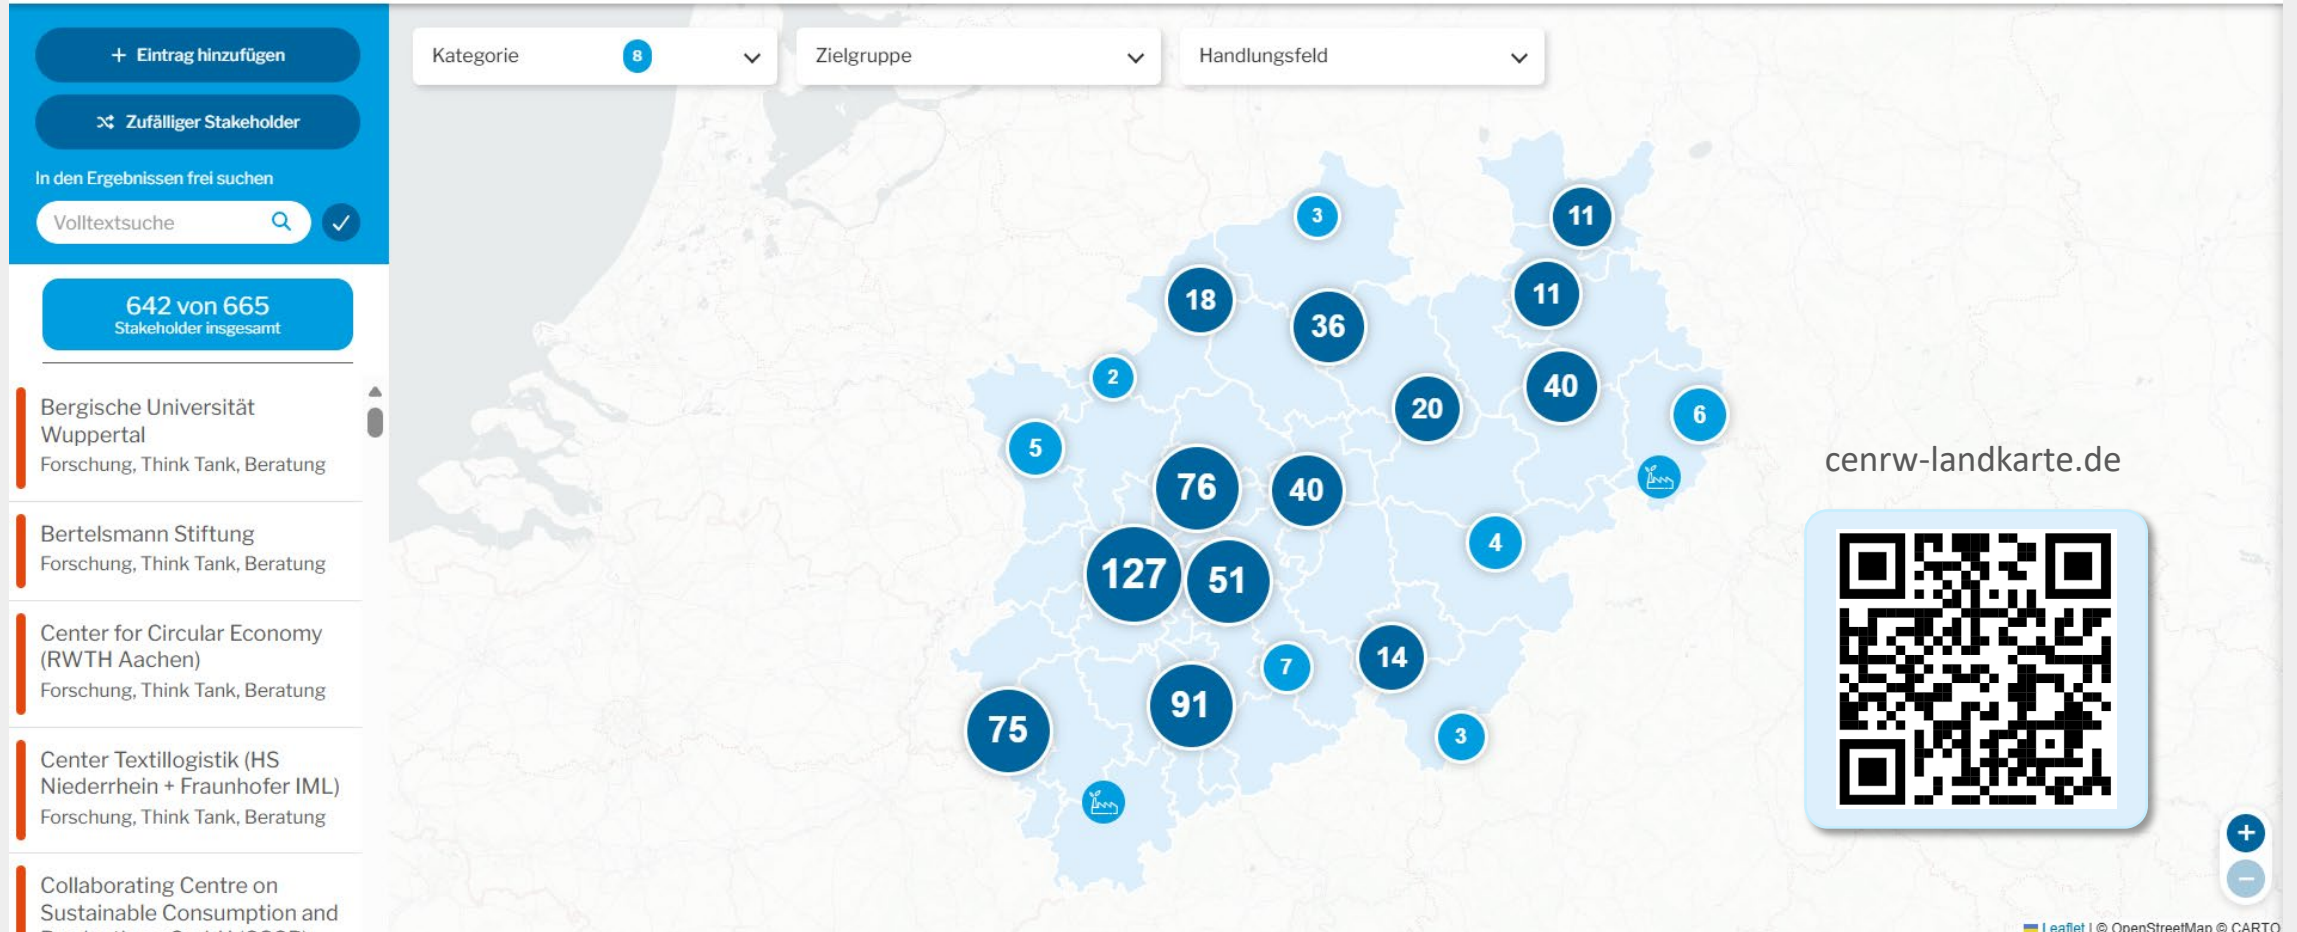 + Eintrag hinzufügen
Zufälliger Stakeholder
In den Ergebnissen frei suchen
Volltextsuche
642 von 665
Stakeholder insgesamt
Bergische Universität
Wuppertal
Forschung, Think Tank, Beratung
Bertelsmann Stiftung
Forschung, Think Tank, Beratung
Center for Circular Economy
(RWTH Aachen)
Forschung, Think Tank, Beratung
Center Textillogistik (HS
Niederrhein + Fraunhofer IML)
Forschung, Think Tank, Beratung
Collaborating Centre on
Sustainable Consumption and
Kategorie 8
Zielgruppe
Handlungsfeld
3
11
18
11
36
2
40
20
6
5
76
40
127
51
4
7
14
91
75
3
cenrw-landkarte.de
+
−
Leaflet | © OpenStreetMap © CARTO